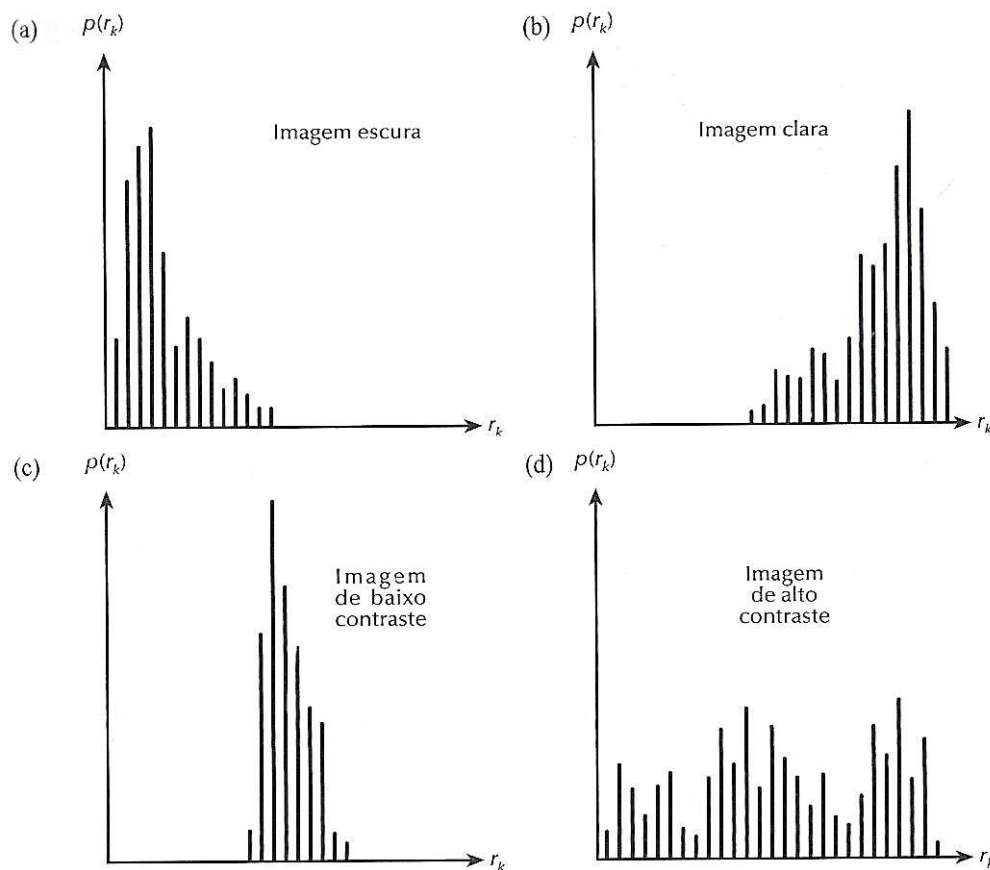 (a)
p(r_k)
Imagem escura
r_k
(b)
p(r_k)
Imagem clara
r_k
(c)
p(r_k)
Imagem
de baixo
contraste
r_k
(d)
p(r_k)
Imagem
de alto
contraste
r_k